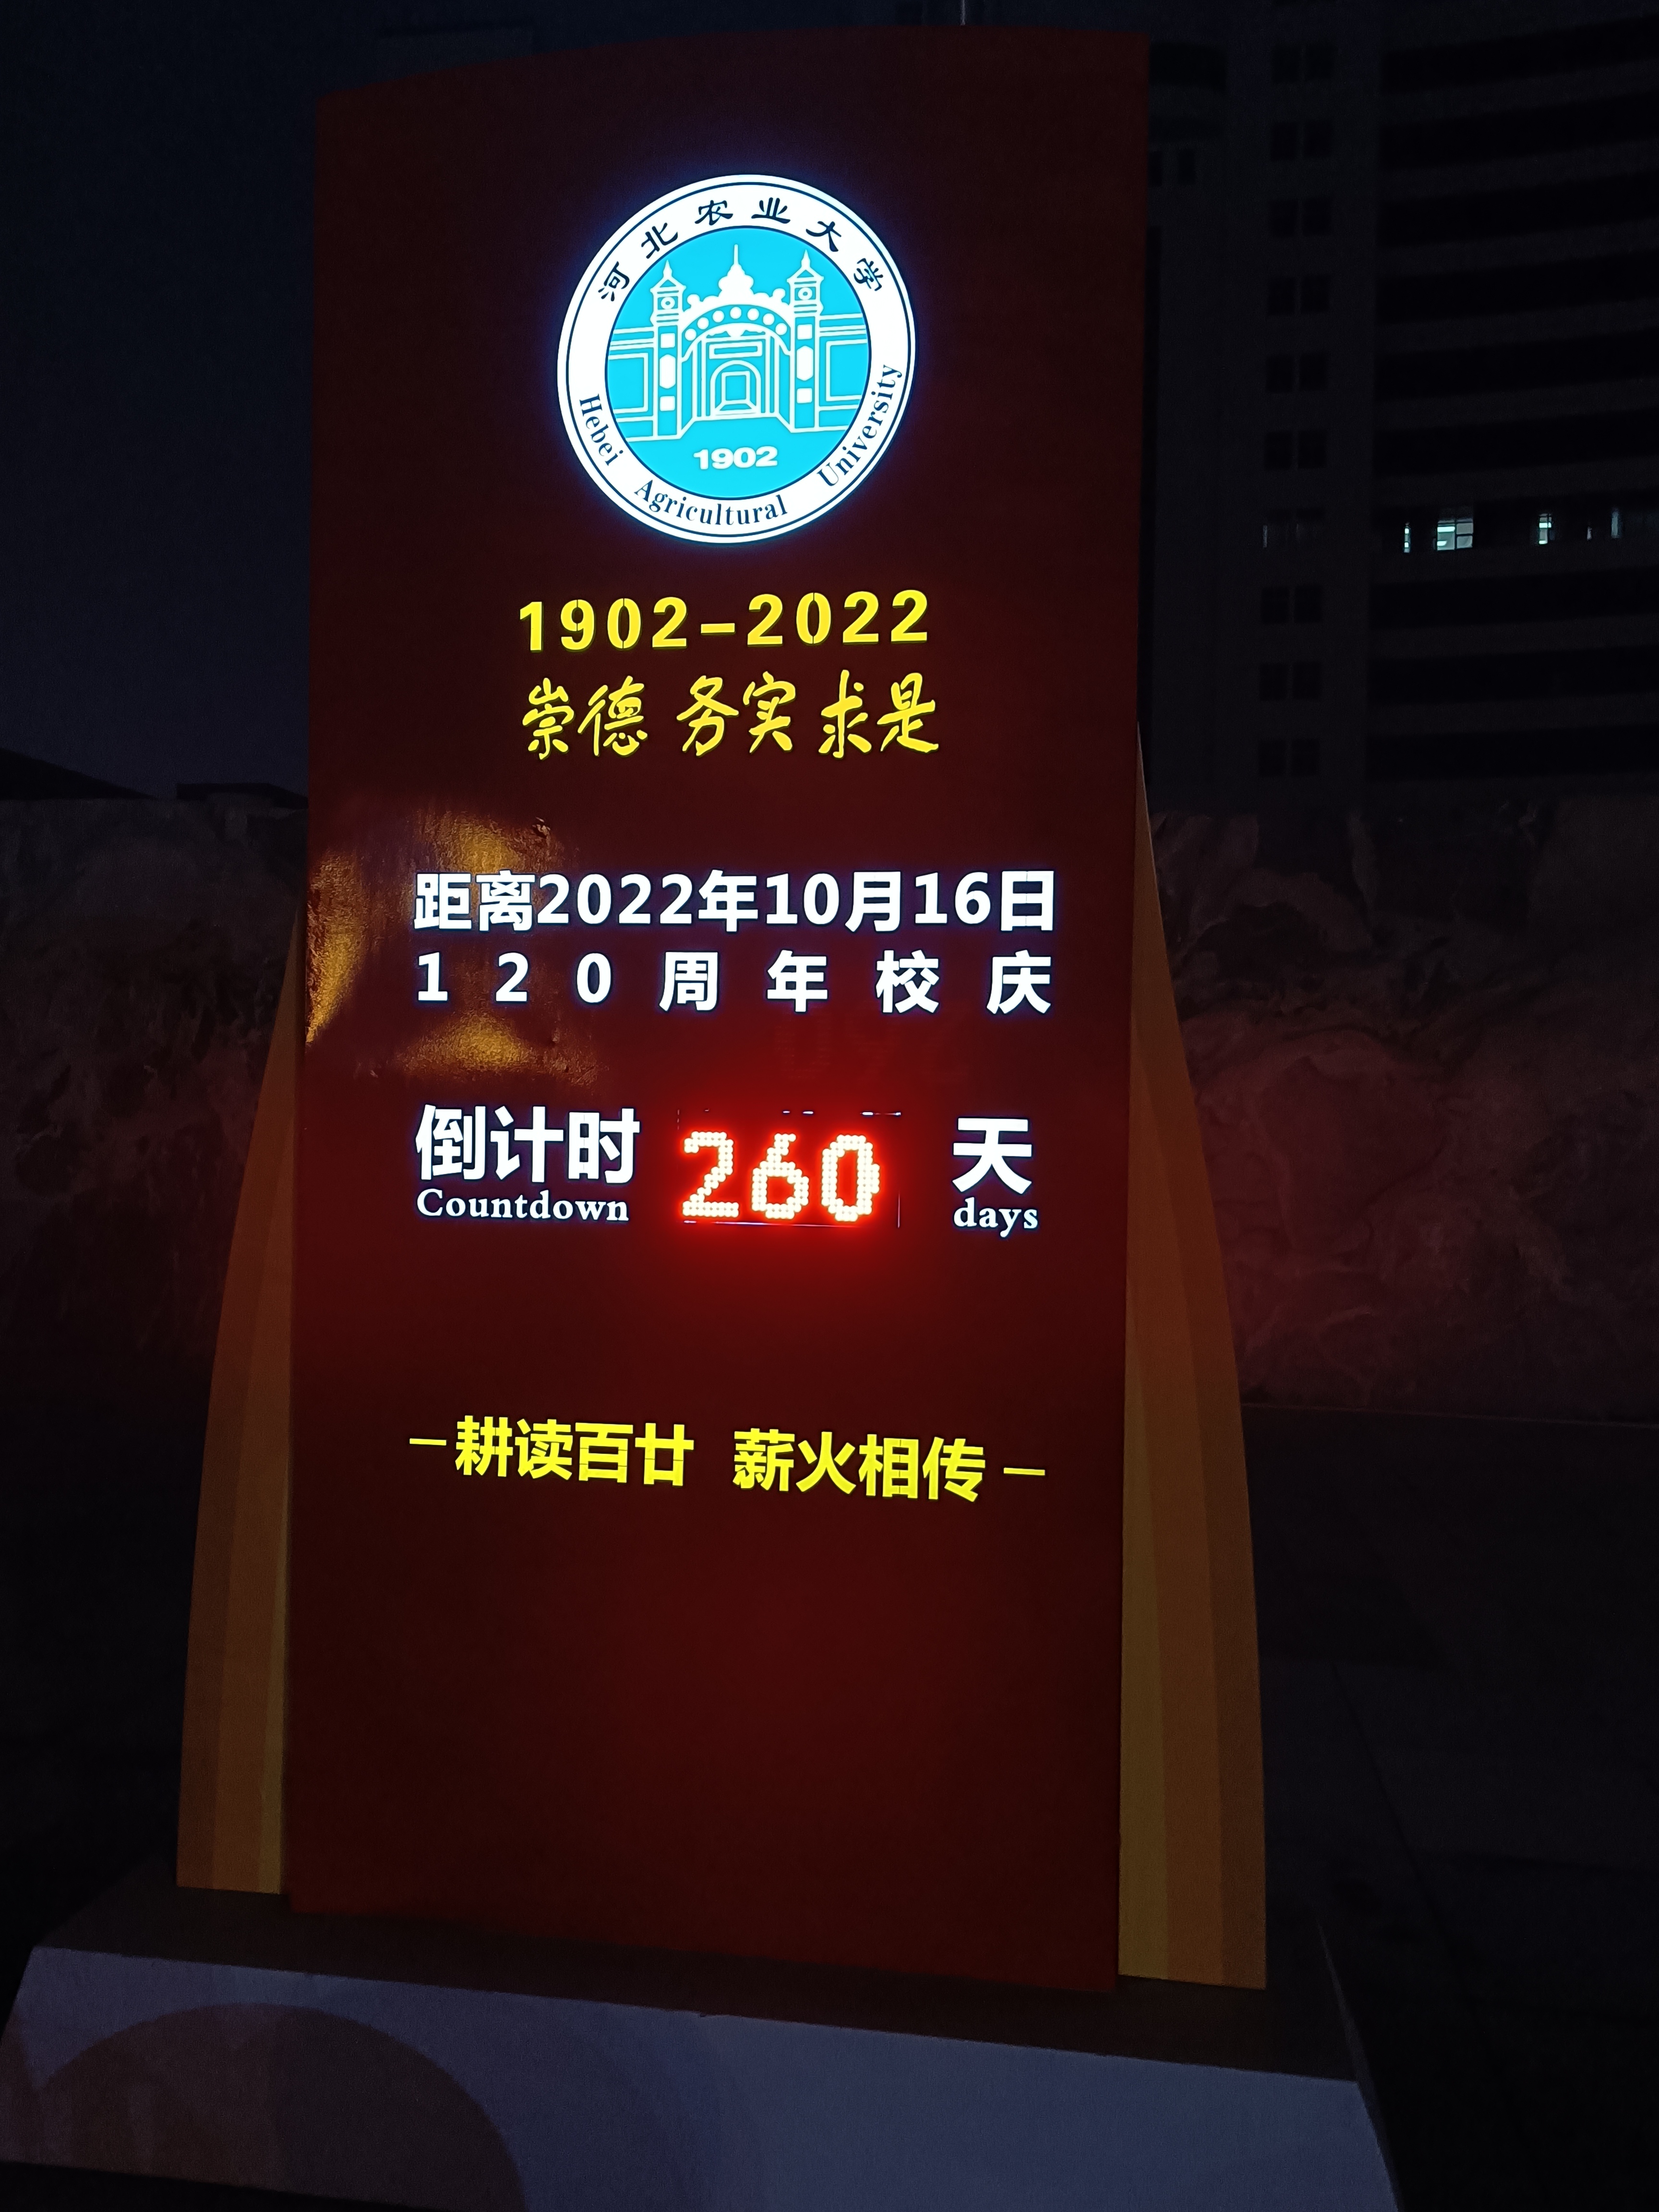 河北农业大学
1902
Hebei Agricultural University
1902-2022
崇德 务实 求是
距离2022年10月16日
120周年校庆
倒计时 260 天
Countdown days
—耕读百廿 薪火相传—